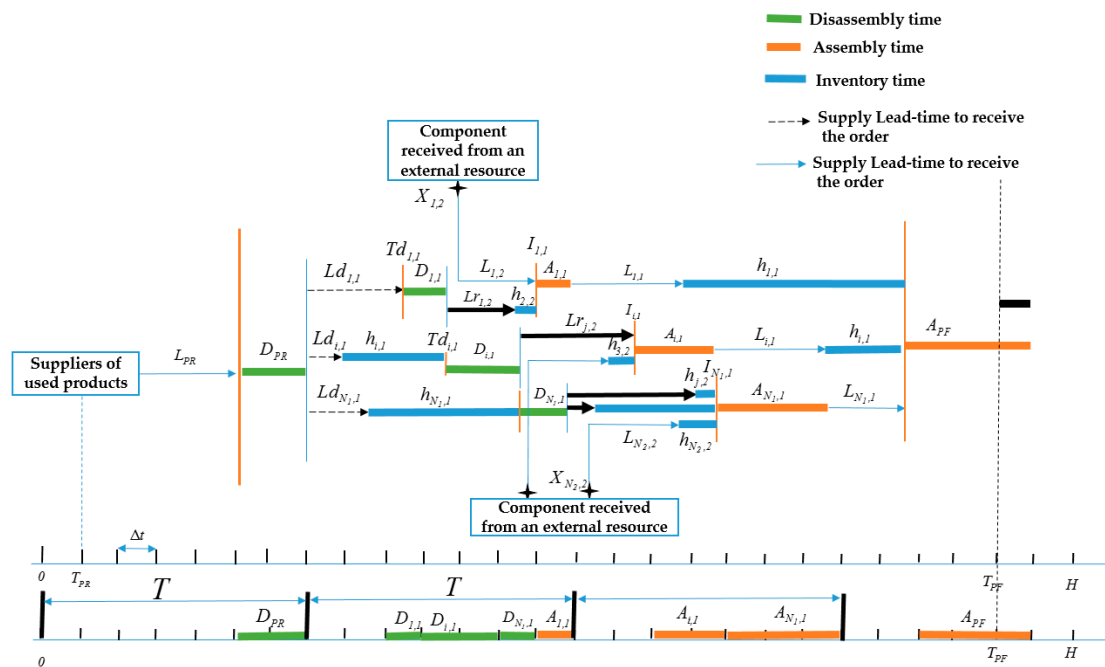 Disassembly time
Assembly time
Inventory time
Supply Lead-time to receive
the order
Supply Lead-time to receive
the order
Component
received from an
external resource
X1,2
Td1,1
D1,1
I1,1
A1,1
Ld1,1
L1,2
L1,1
h1,1
Lr1,2
h2,2
Lrj,2
Ii,1
Ai,1
Li,1
hi,1
APF
Ldi,1
hi,1
Tdi,1
Di,1
h3,2
Suppliers of
used products
LPR
DPR
LdN1,1
hN1,1
DN1,1
hj,2
IN1,1
AN1,1
LN1,1
LN2,2
hN2,2
XN2,2
Component received
from an external resource
Δt
0
TPR
T
T
TPF
H
DPR
D1,1
Di,1
DN1,1
A1,1
Ai,1
AN1,1
APF
0
TPF
H